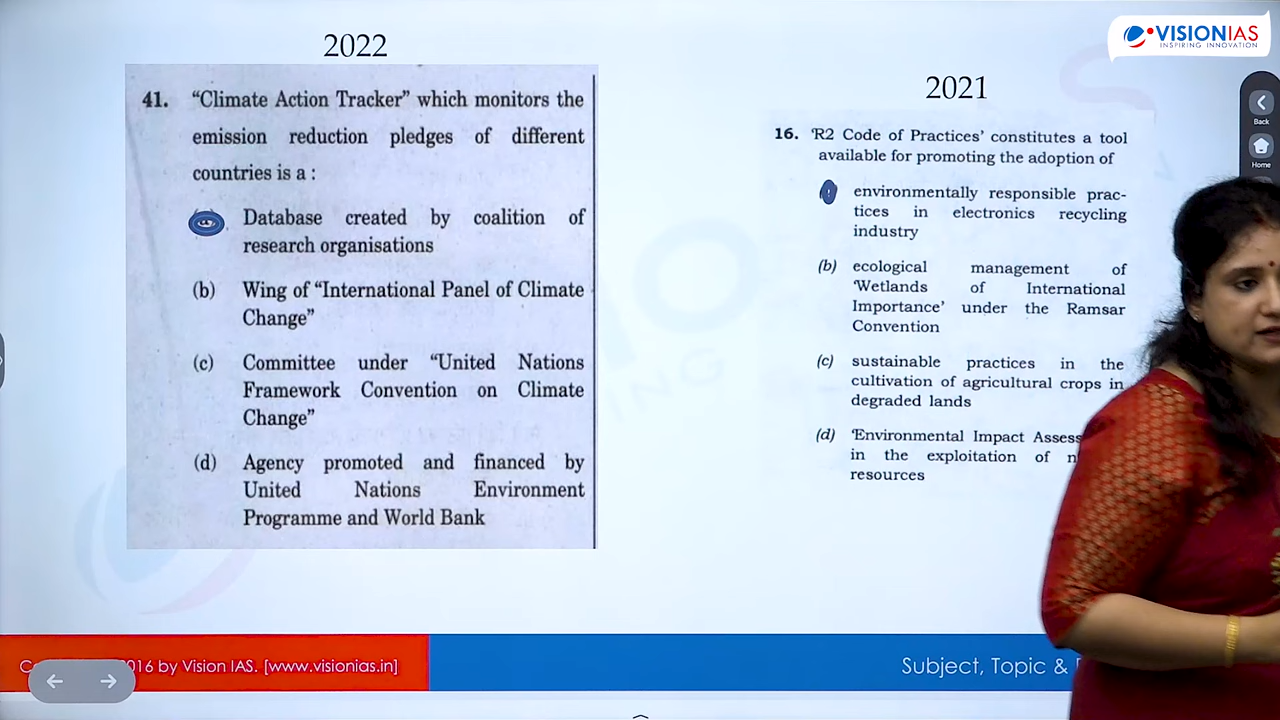 VISIONIAS
INSPIRING INNOVATION
2022
41. "Climate Action Tracker" which monitors the
emission reduction pledges of different
countries is a :
Database created by coalition of
research organisations
(b) Wing of "International Panel of Climate
Change"
(c) Committee under "United Nations
Framework Convention on Climate
Change"
(d) Agency promoted and financed by
United Nations Environment
Programme and World Bank
2021
16. 'R2 Code of Practices' constitutes a tool
available for promoting the adoption of
environmentally responsible prac-
tices in electronics recycling
industry
(b) ecological management of
'Wetlands of International
Importance' under the Ramsar
Convention
(c) sustainable practices in the
cultivation of agricultural crops in
degraded lands
(d) 'Environmental Impact
in the exploitation of
resources
Back
Home
by Vision IAS. [www.visionias.in]
Subject, Topic &